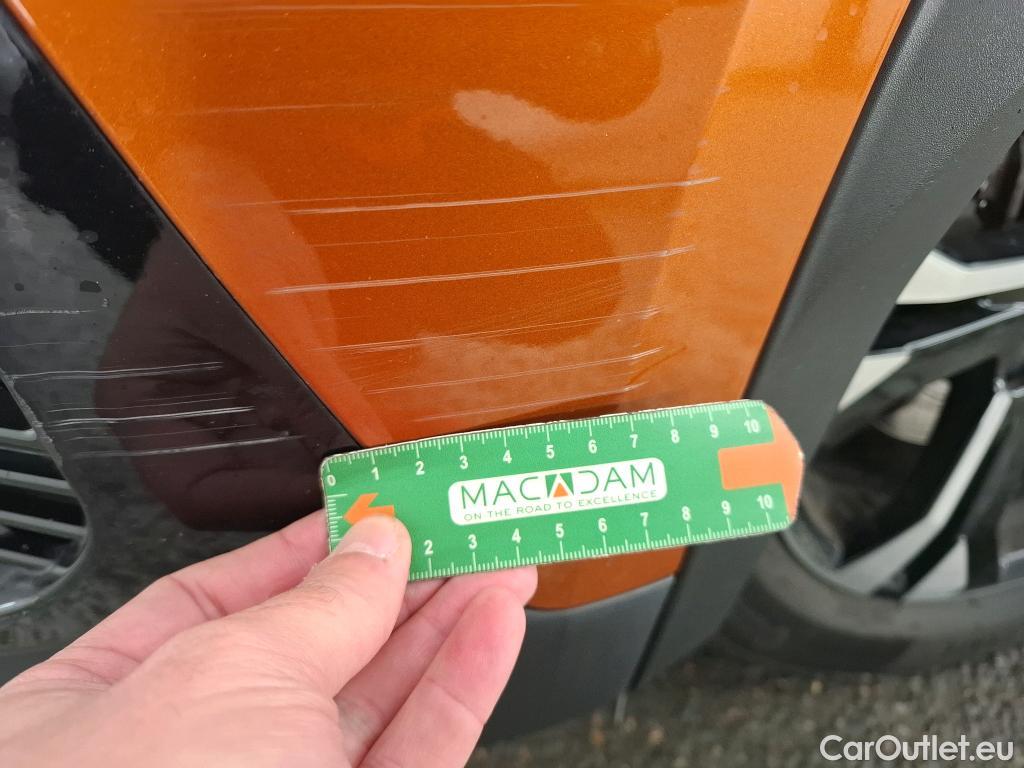 0 1 2 3 4 5 6 7 8 9 10
MACADAM
ON THE ROAD TO EXCELLENCE
2 3 4 5 6 7 8 9 10
CarOutlet.eu